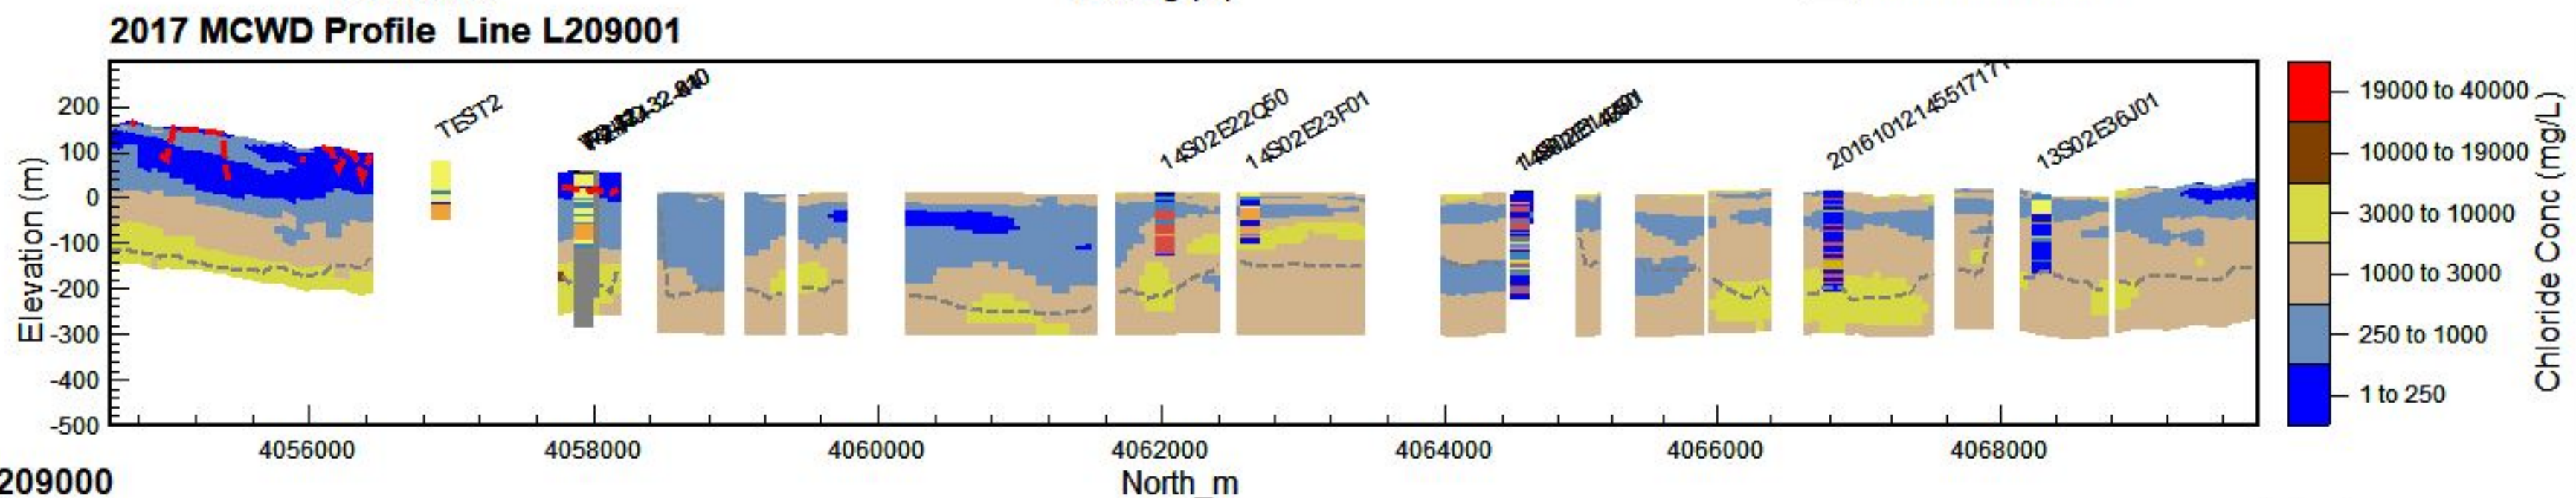 2017 MCWD Profile Line L209001
TEST2
14S02E22Q50
14S02E23F01
13S02E36J01
200
100
0
-100
-200
-300
-400
-500
Elevation (m)
4056000 4058000 4060000 4062000 4064000 4066000 4068000
North_m
19000 to 40000
10000 to 19000
3000 to 10000
1000 to 3000
250 to 1000
1 to 250
Chloride Conc (mg/L)
209000